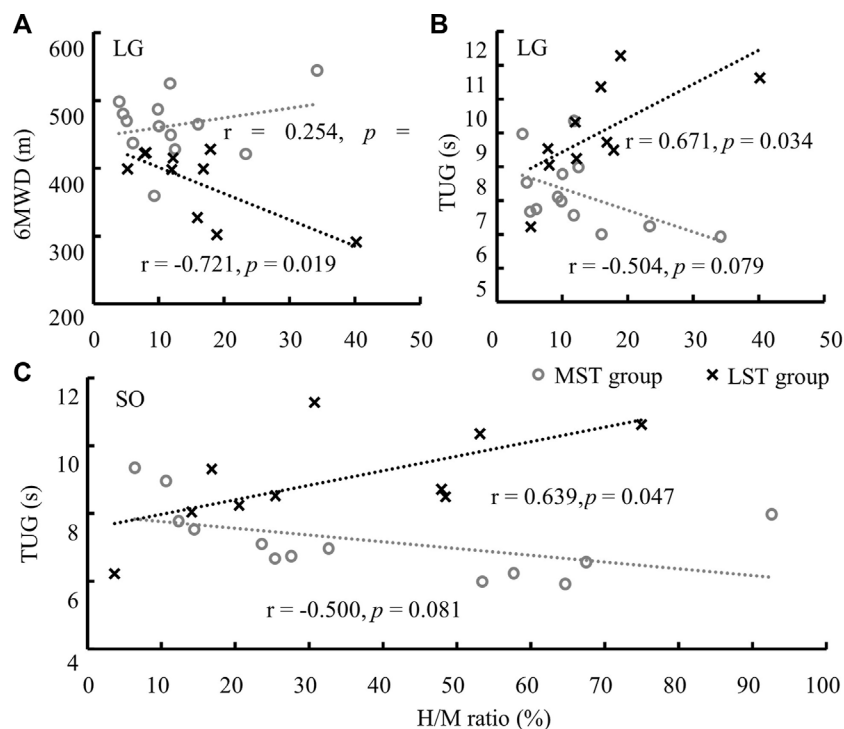 A
LG
600
500
400
300
200
6MWD (m)
r = 0.254, p =
r = -0.721, p = 0.019
0 10 20 30 40 50
B
LG
12
11
10
9
8
7
6
5
TUG (s)
r = 0.671, p = 0.034
r = -0.504, p = 0.079
0 10 20 30 40 50
MST group LST group
C
SO
12
10
8
6
4
TUG (s)
r = 0.639, p = 0.047
r = -0.500, p = 0.081
0 10 20 30 40 50 60 70 80 90 100
H/M ratio (%)